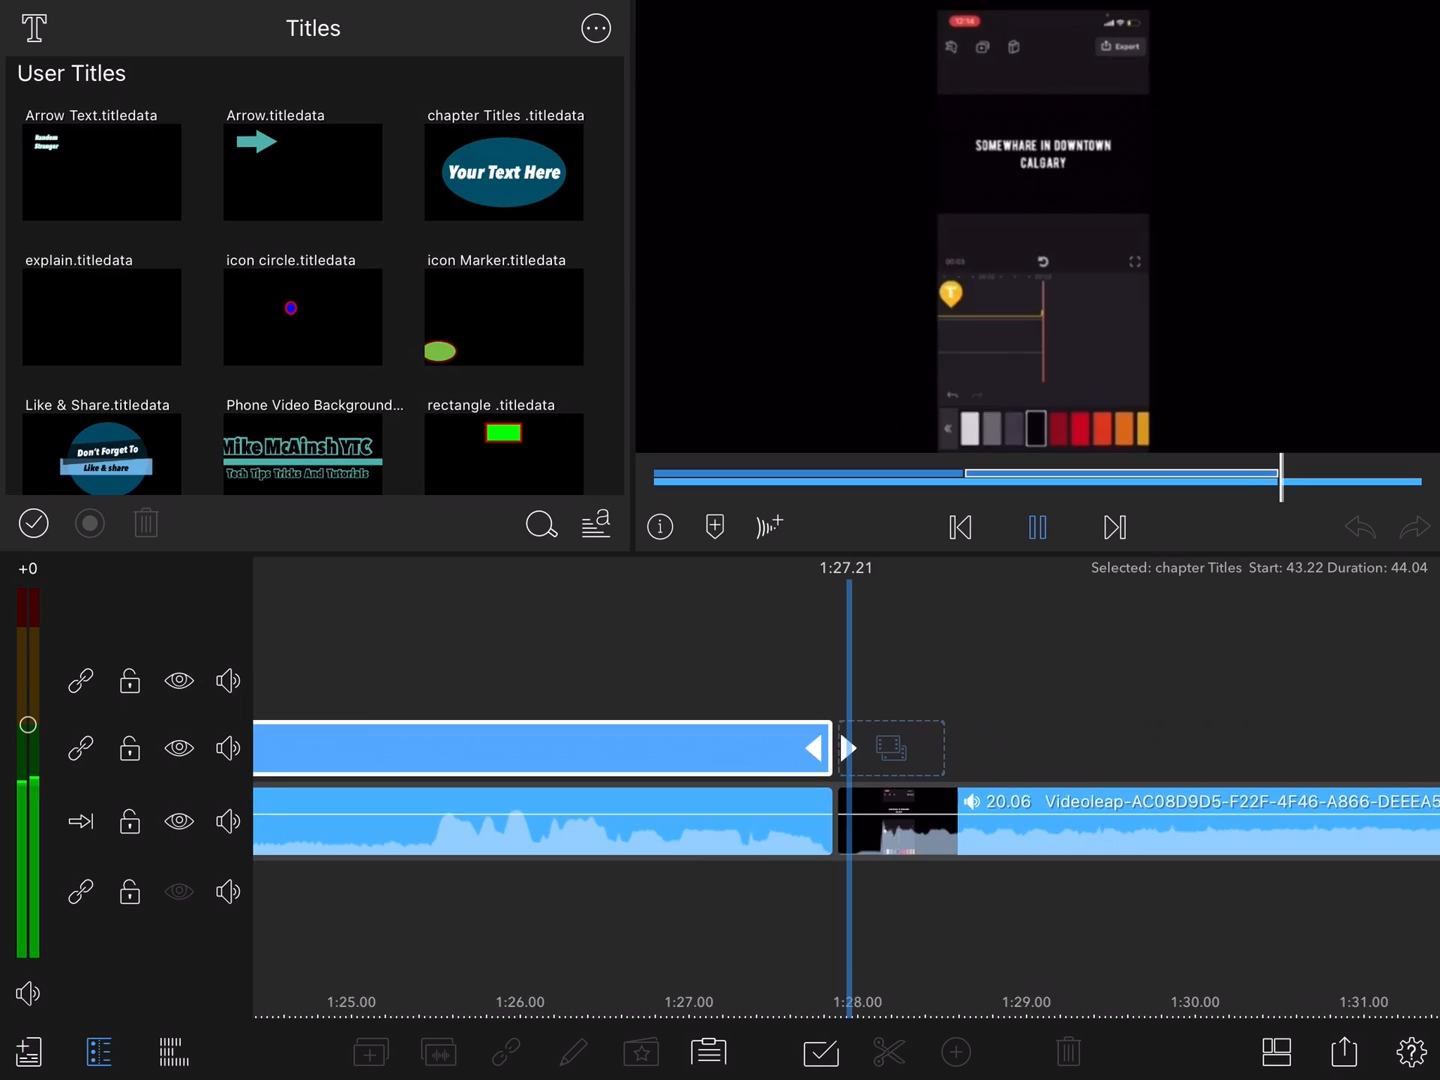 Titles
User Titles
Arrow Text.titledata
Arrow.titledata
chapter Titles .titledata
Random
Stranger
Your Text Here
explain.titledata
icon circle.titledata
icon Marker.titledata
Like & Share.titledata
Phone Video Background...
rectangle .titledata
Don't Forget To
Like & share
Mike McAinsh YTC
Tech Tips Tricks And Tutorials
12:14
Export
SOMEWHARE IN DOWNTOWN
CALGARY
00:03
T
+0
1:27.21
Selected: chapter Titles Start: 43.22 Duration: 44.04
20.06 Videoleap-AC08D9D5-F22F-4F46-A866-DEEEA5
1:25.00
1:26.00
1:27.00
1:28.00
1:29.00
1:30.00
1:31.00